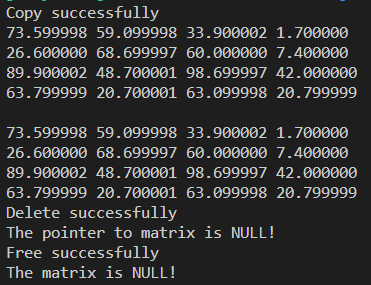 Copy successfully
73.599998 59.099998 33.900002 1.700000
26.600000 68.699997 60.000000 7.400000
89.900002 48.700001 98.699997 42.000000
63.799999 20.700001 63.099998 20.799999

73.599998 59.099998 33.900002 1.700000
26.600000 68.699997 60.000000 7.400000
89.900002 48.700001 98.699997 42.000000
63.799999 20.700001 63.099998 20.799999
Delete successfully
The pointer to matrix is NULL!
Free successfully
The matrix is NULL!